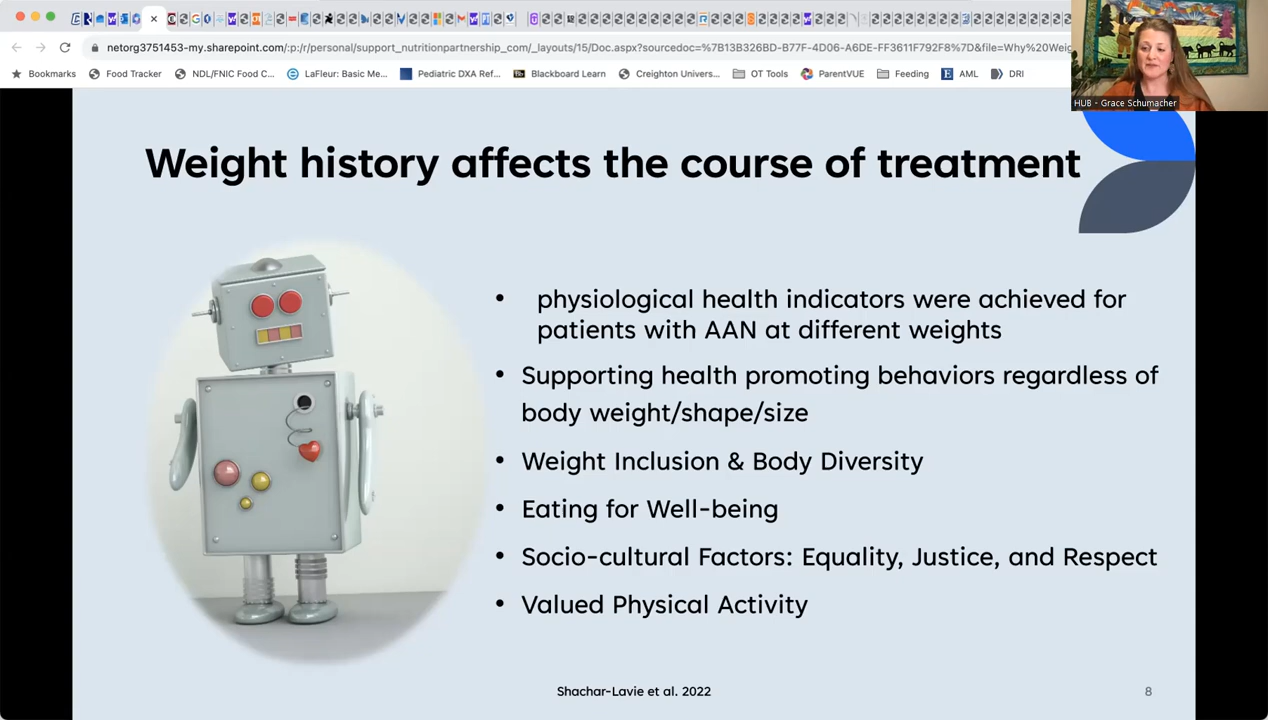 netorg3751453-my.sharepoint.com/:p:/r/personal/support_nutritionpartnership_com/_layouts/15/Doc.aspx?sourcedoc=%7B13B326BD-B77F-4D06-A6DE-FF3611F792F8%7D&file=Why%20Weig
Bookmarks
Food Tracker
NDL/FNIC Food C...
LaFleur: Basic Me...
Pediatric DXA Ref...
Blackboard Learn
Creighton Univers...
OT Tools
ParentVUE
Feeding
AML
DRI
HUB - Grace Schumacher
Weight history affects the course of treatment
• physiological health indicators were achieved for
patients with AAN at different weights
• Supporting health promoting behaviors regardless of
body weight/shape/size
• Weight Inclusion & Body Diversity
• Eating for Well-being
• Socio-cultural Factors: Equality, Justice, and Respect
• Valued Physical Activity
Shachar-Lavie et al. 2022
8